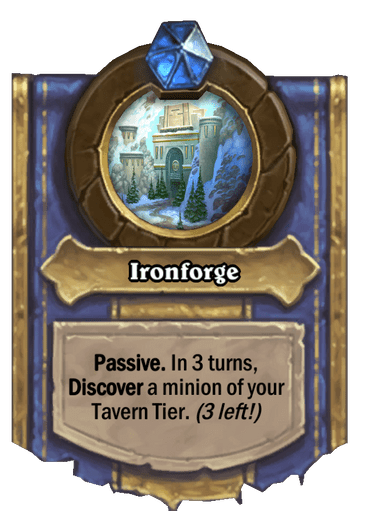 Ironforge
Passive. In 3 turns,
Discover a minion of your
Tavern Tier. (3 left!)